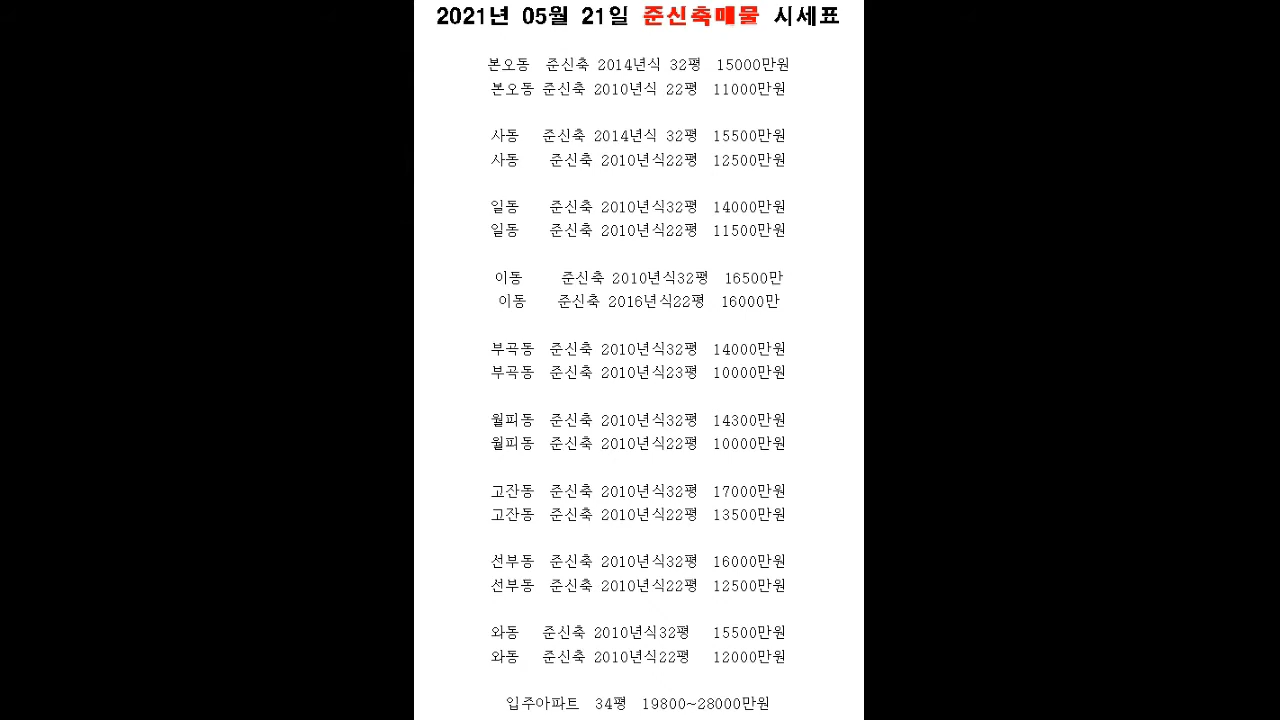 2021년 05월 21일 준신축매물 시세표
본오동 준신축 2014년식 32평 15000만원
본오동 준신축 2010년식 22평 11000만원
사동 준신축 2014년식 32평 15500만원
사동 준신축 2010년식22평 12500만원
일동 준신축 2010년식32평 14000만원
일동 준신축 2010년식22평 11500만원
이동 준신축 2010년식32평 16500만
이동 준신축 2016년식22평 16000만
부곡동 준신축 2010년식32평 14000만원
부곡동 준신축 2010년식23평 10000만원
월피동 준신축 2010년식32평 14300만원
월피동 준신축 2010년식22평 10000만원
고잔동 준신축 2010년식32평 17000만원
고잔동 준신축 2010년식22평 13500만원
선부동 준신축 2010년식32평 16000만원
선부동 준신축 2010년식22평 12500만원
와동 준신축 2010년식32평 15500만원
와동 준신축 2010년식22평 12000만원
입주아파트 34평 19800~28000만원